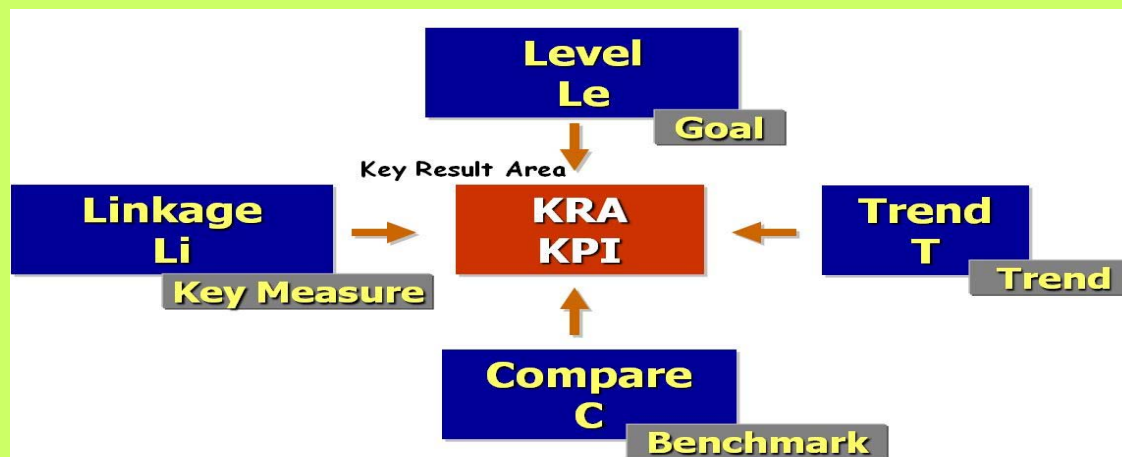 Level
Le
Goal
Key Result Area
Linkage
Li
Key Measure
KRA
KPI
Trend
T
Trend
Compare
C
Benchmark